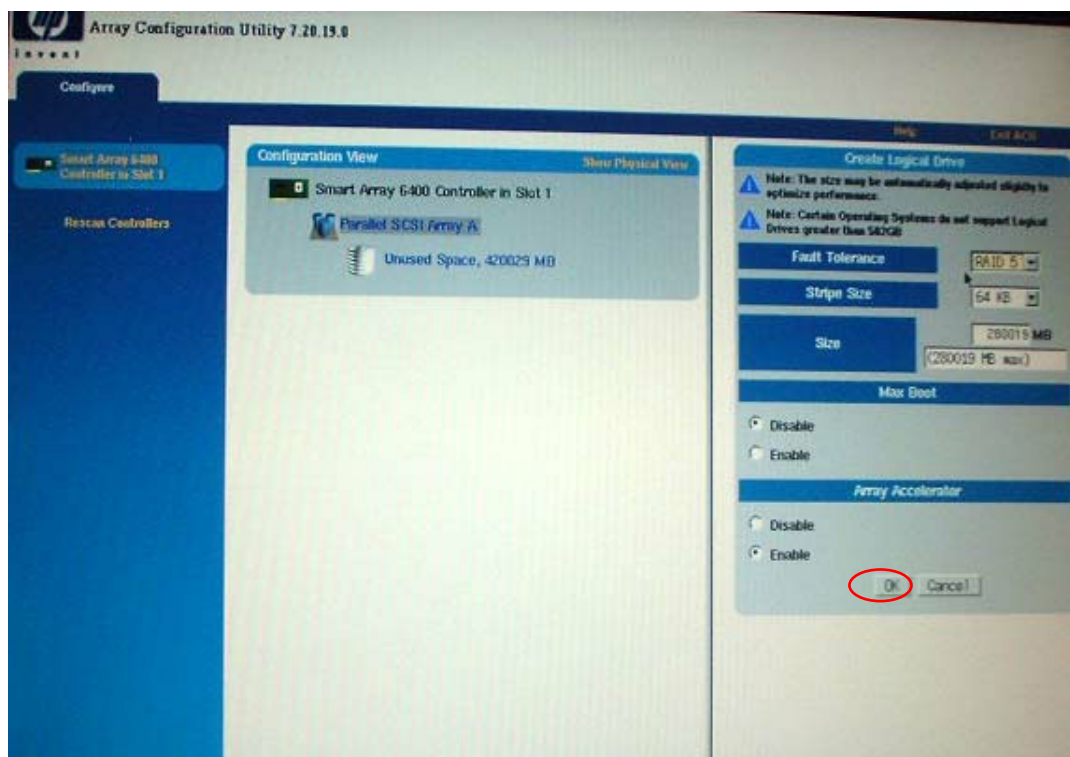 hp
Array Configuration Utility 7.20.19.0
invent
Configure
Help
Exit ACU
Smart Array 6400
Controller in Slot 1
Rescan Controllers
Configuration View
Show Physical View
Smart Array 6400 Controller in Slot 1
Parallel SCSI Array A
Unused Space, 420029 MB
Create Logical Drive
Note: The size may be automatically adjusted slightly to
optimize performance.
Note: Certain Operating Systems do not support Logical
Drives greater than 502GB
Fault Tolerance
RAID 5
Stripe Size
64 KB
Size
280019 MB
(280019 MB max)
Max Boot
Disable
Enable
Array Accelerator
Disable
Enable
OK
Cancel